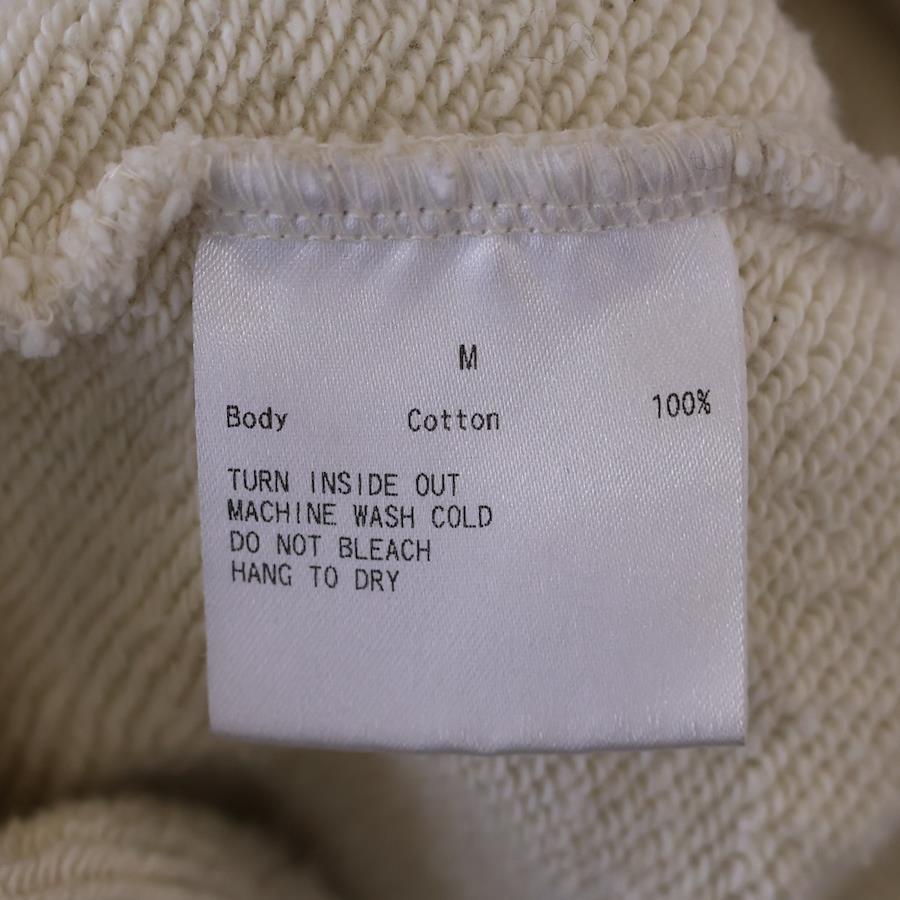 M
Body Cotton 100%
TURN INSIDE OUT
MACHINE WASH COLD
DO NOT BLEACH
HANG TO DRY